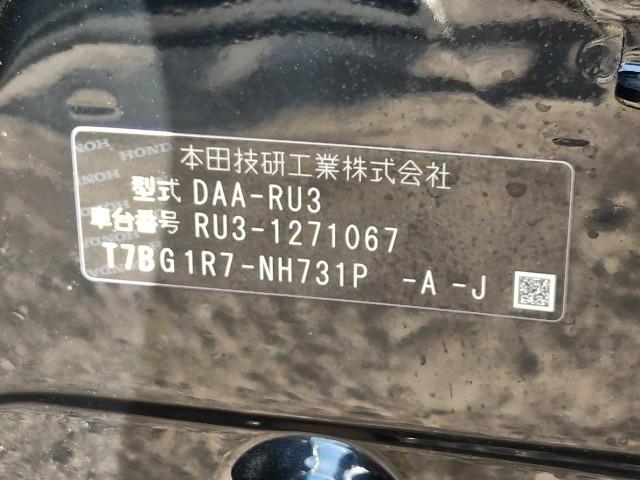 本田技研工業株式会社
型式 DAA-RU3
車台番号 RU3-1271067
T7BG1R7-NH731P -A -J
HONDA